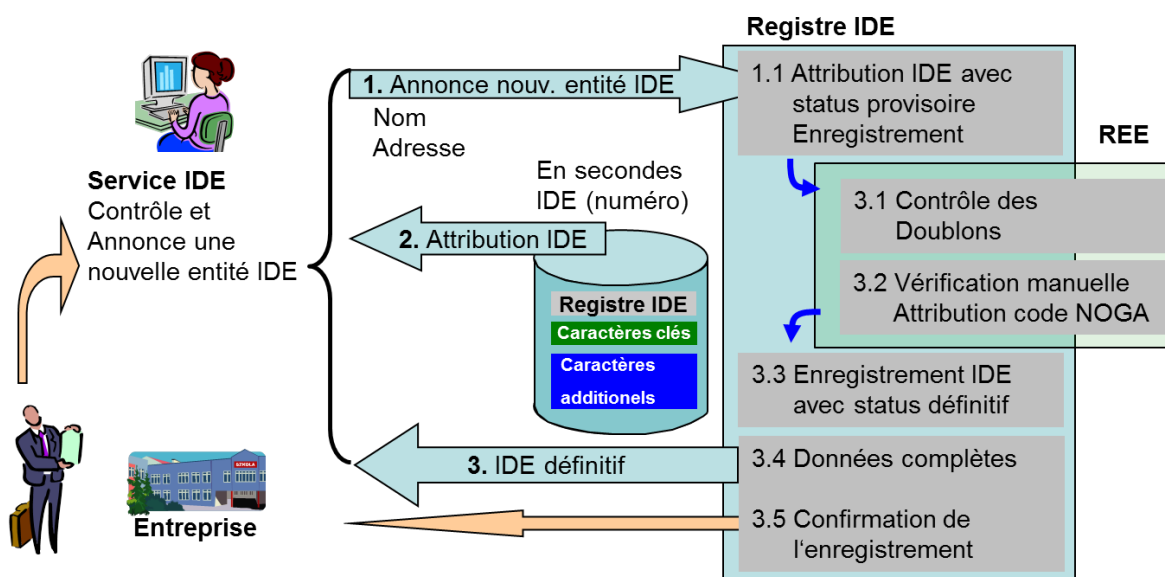 Registre IDE
1. Annonce nouv. entité IDE
Nom
Adresse
1.1 Attribution IDE avec
status provisoire
Enregistrement
REE
Service IDE
Contrôle et
Annonce une
nouvelle entité IDE
En secondes
IDE (numéro)
2. Attribution IDE
Registre IDE
Caractères clés
Caractères
additionels
3.1 Contrôle des
Doublons
3.2 Vérification manuelle
Attribution code NOGA
3.3 Enregistrement IDE
avec status définitif
3. IDE définitif
3.4 Données complètes
3.5 Confirmation de
l‘enregistrement
SZKOLA
Entreprise